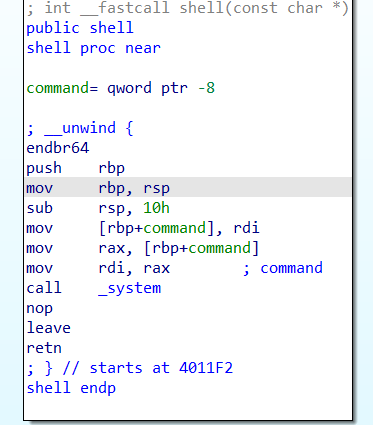 ; int __fastcall shell(const char *)
public shell
shell proc near
command= qword ptr -8
; __unwind {
endbr64
push    rbp
mov     rbp, rsp
sub     rsp, 10h
mov     [rbp+command], rdi
mov     rax, [rbp+command]
mov     rdi, rax        ; command
call    _system
nop
leave
retn
; } // starts at 4011F2
shell endp